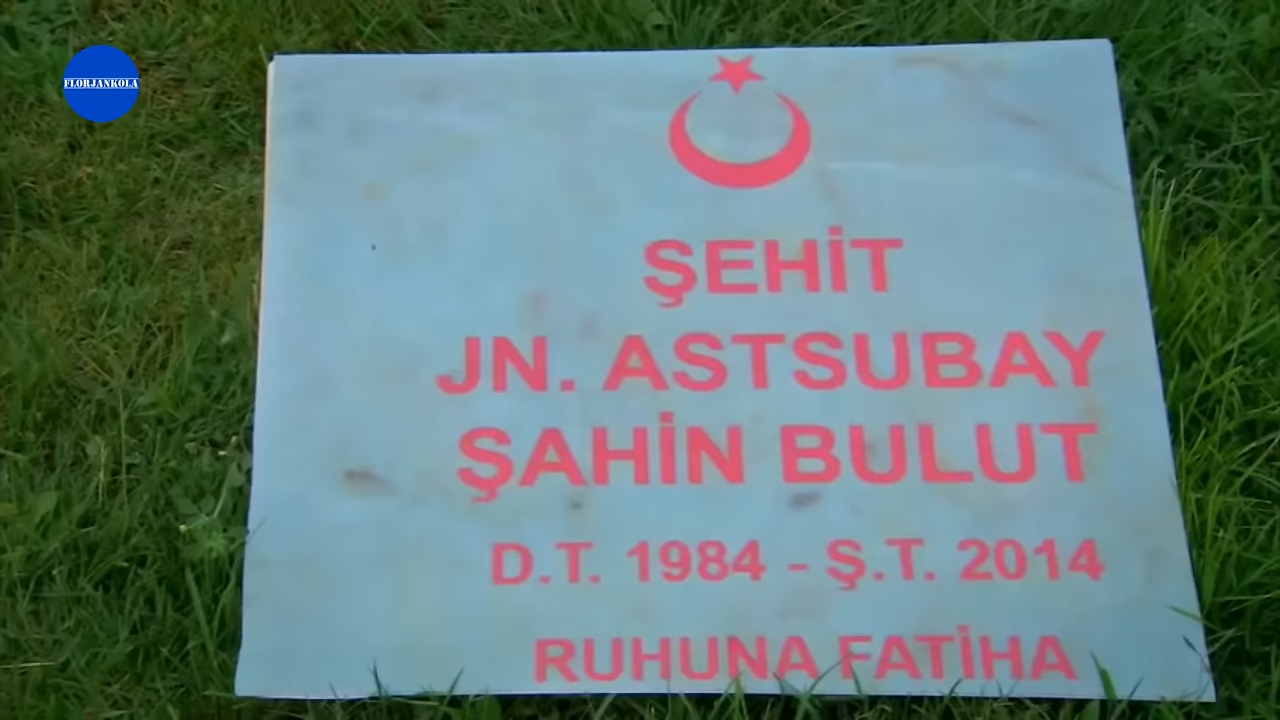 FLORJANKOLA
ŞEHİT
JN. ASTSUBAY
ŞAHİN BULUT
D.T. 1984 - Ş.T. 2014
RUHUNA FATİHA